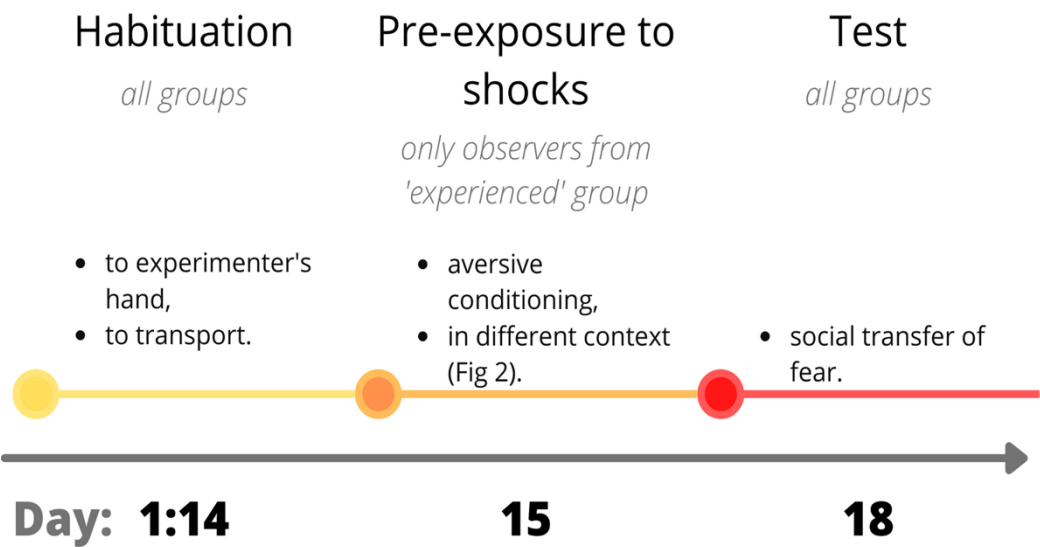 Habituation
all groups
• to experimenter's
hand,
• to transport.
Pre-exposure to
shocks
only observers from
'experienced' group
• aversive
conditioning,
• in different context
(Fig 2).
Test
all groups
• social transfer of
fear.
Day: 1:14 15 18